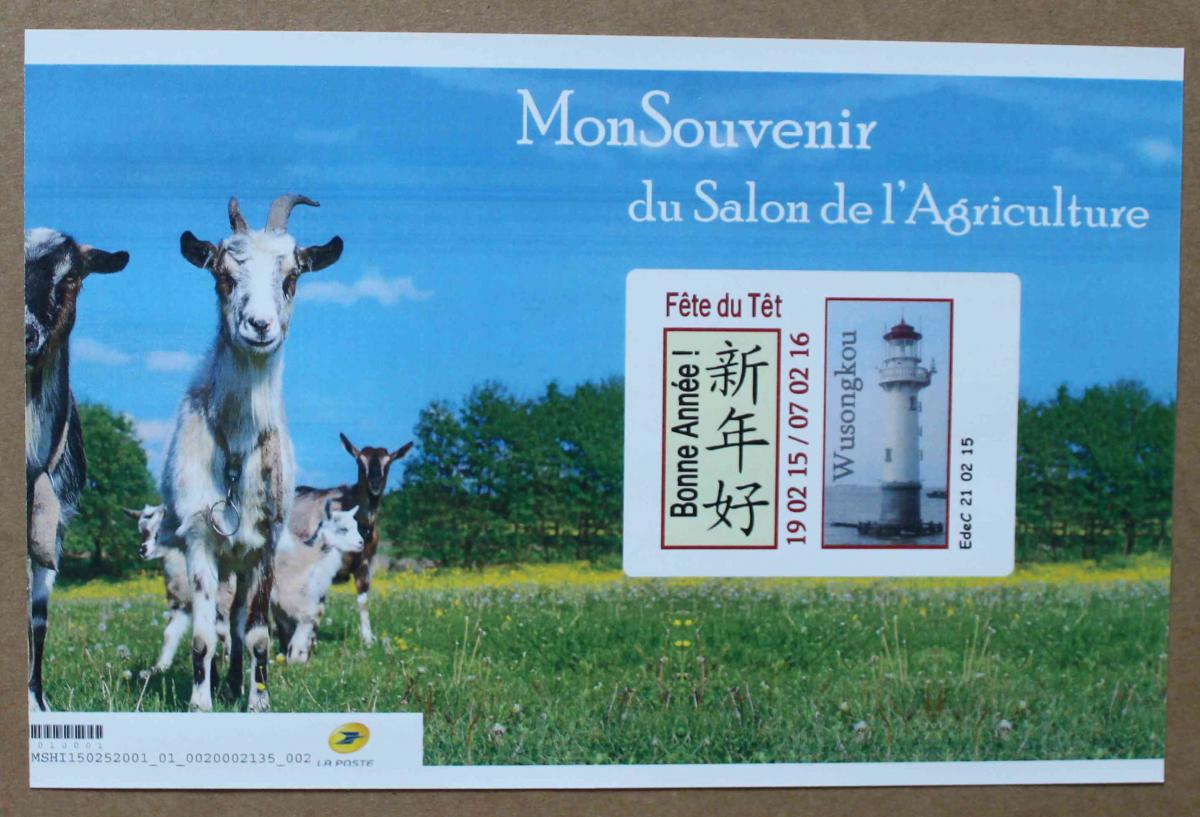 MonSouvenir
du Salon de l'Agriculture
Fête du Têt
Bonne Année !
新年好
19 02 15 / 07 02 16
Wusongkou
EdeC 21 02 15
010001
MSHI150252001_01_0020002135_002
LA POSTE